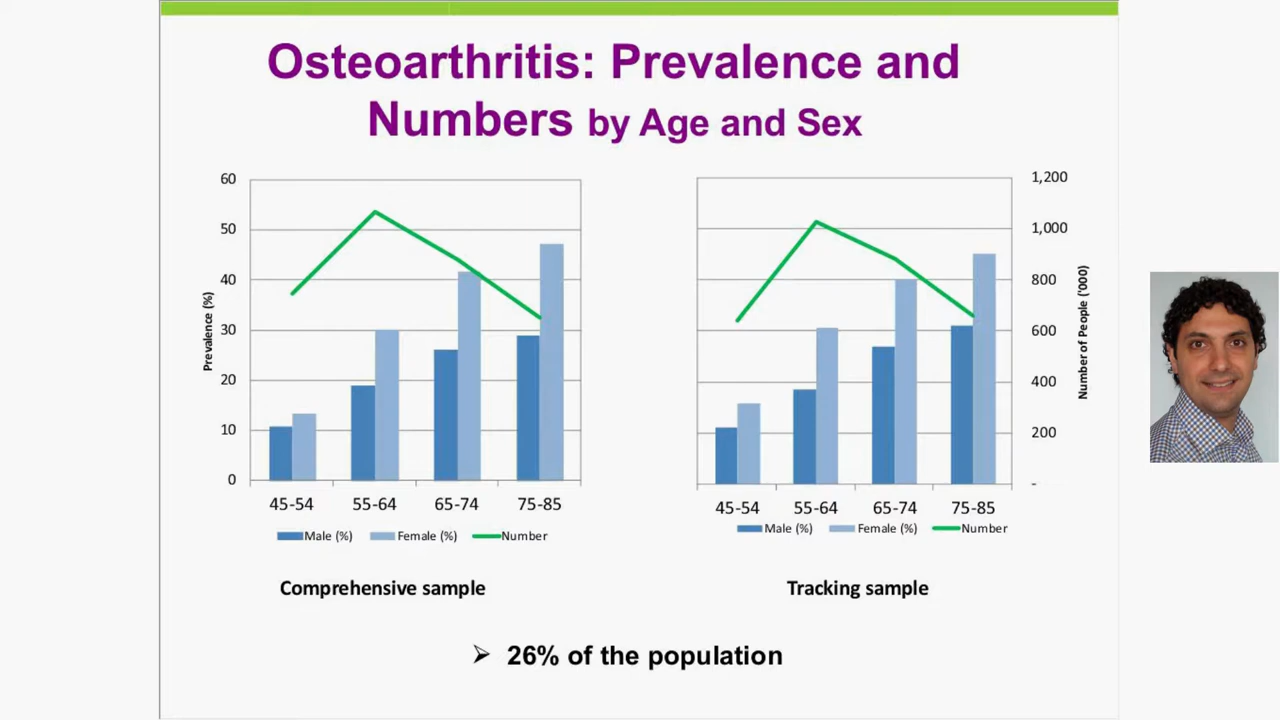 Osteoarthritis: Prevalence and
Numbers by Age and Sex
60
50
40
30
20
10
0
Prevalence (%)
45-54 55-64 65-74 75-85
Male (%) Female (%) Number
Comprehensive sample
1,200
1,000
800
600
400
200
-
Number of People ('000)
45-54 55-64 65-74 75-85
Male (%) Female (%) Number
Tracking sample
➢ 26% of the population